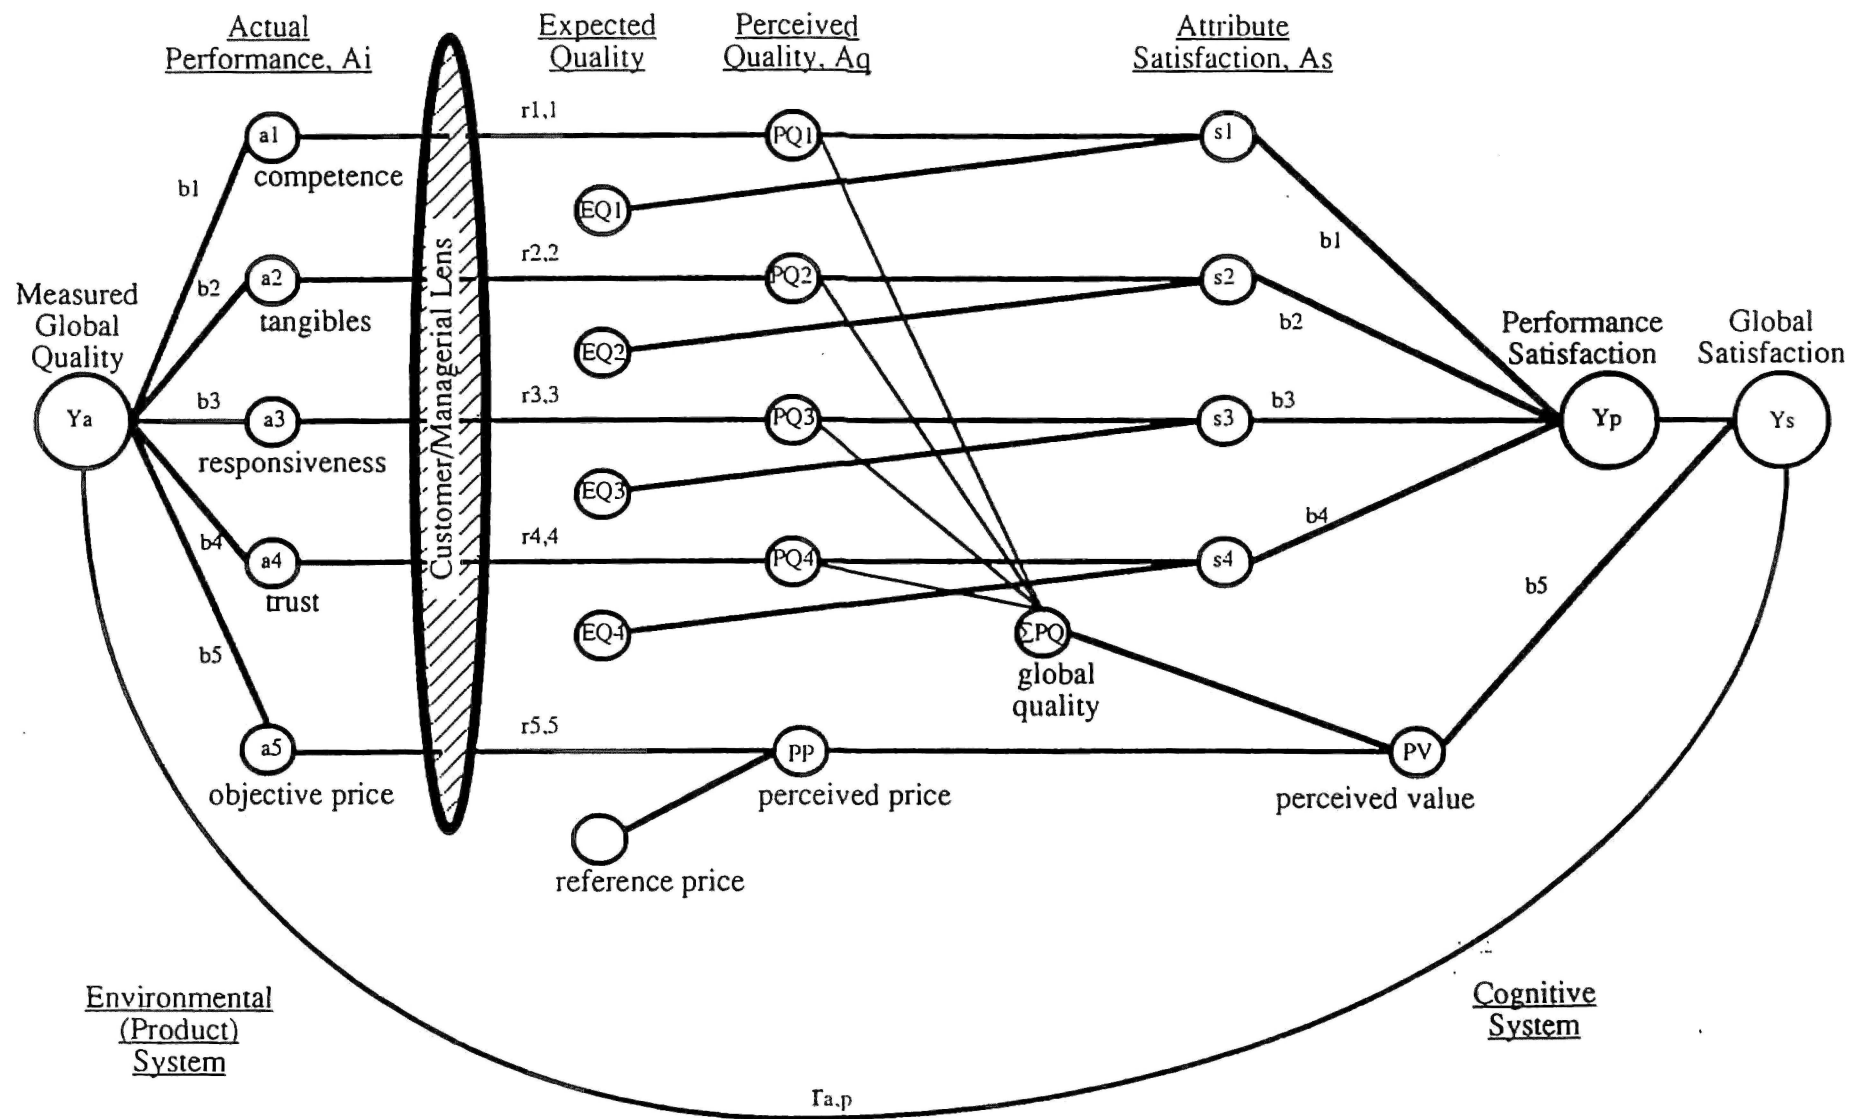 Actual
Performance, Ai
Expected
Quality
Perceived
Quality, Aq
Attribute
Satisfaction, As
r1,1
a1
PQ1
s1
competence
b1
EQ1
b1
r2,2
b2
a2
PQ2
s2
Measured
Global
Quality
tangibles
b2
Performance
Satisfaction
Global
Satisfaction
EQ2
Customer/Managerial Lens
r3,3
b3
b3
Ya
a3
PQ3
s3
Yp
Ys
responsiveness
EQ3
b4
r4,4
b4
a4
PQ4
s4
trust
b5
EQ4
ΣPQ
global
quality
b5
r5,5
a5
PP
PV
objective price
perceived price
perceived value
reference price
Environmental
(Product)
System
Cognitive
System
ra,p